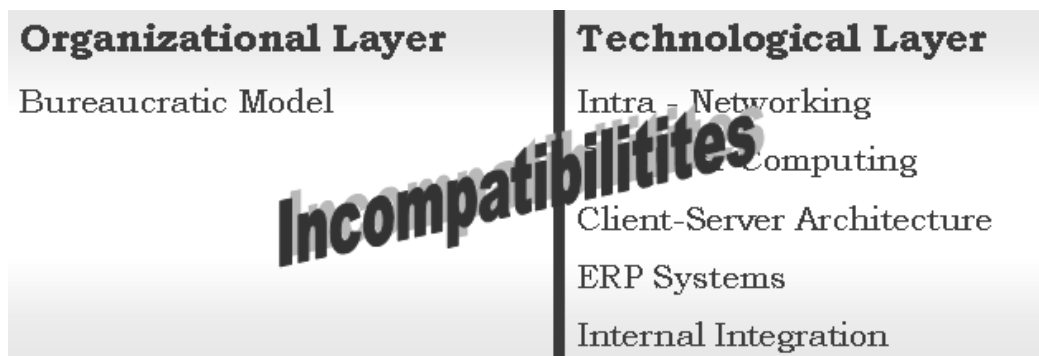 Organizational Layer
Bureaucratic Model
Technological Layer
Intra - Networking
Computing
Client-Server Architecture
ERP Systems
Internal Integration
Incompatibilitites